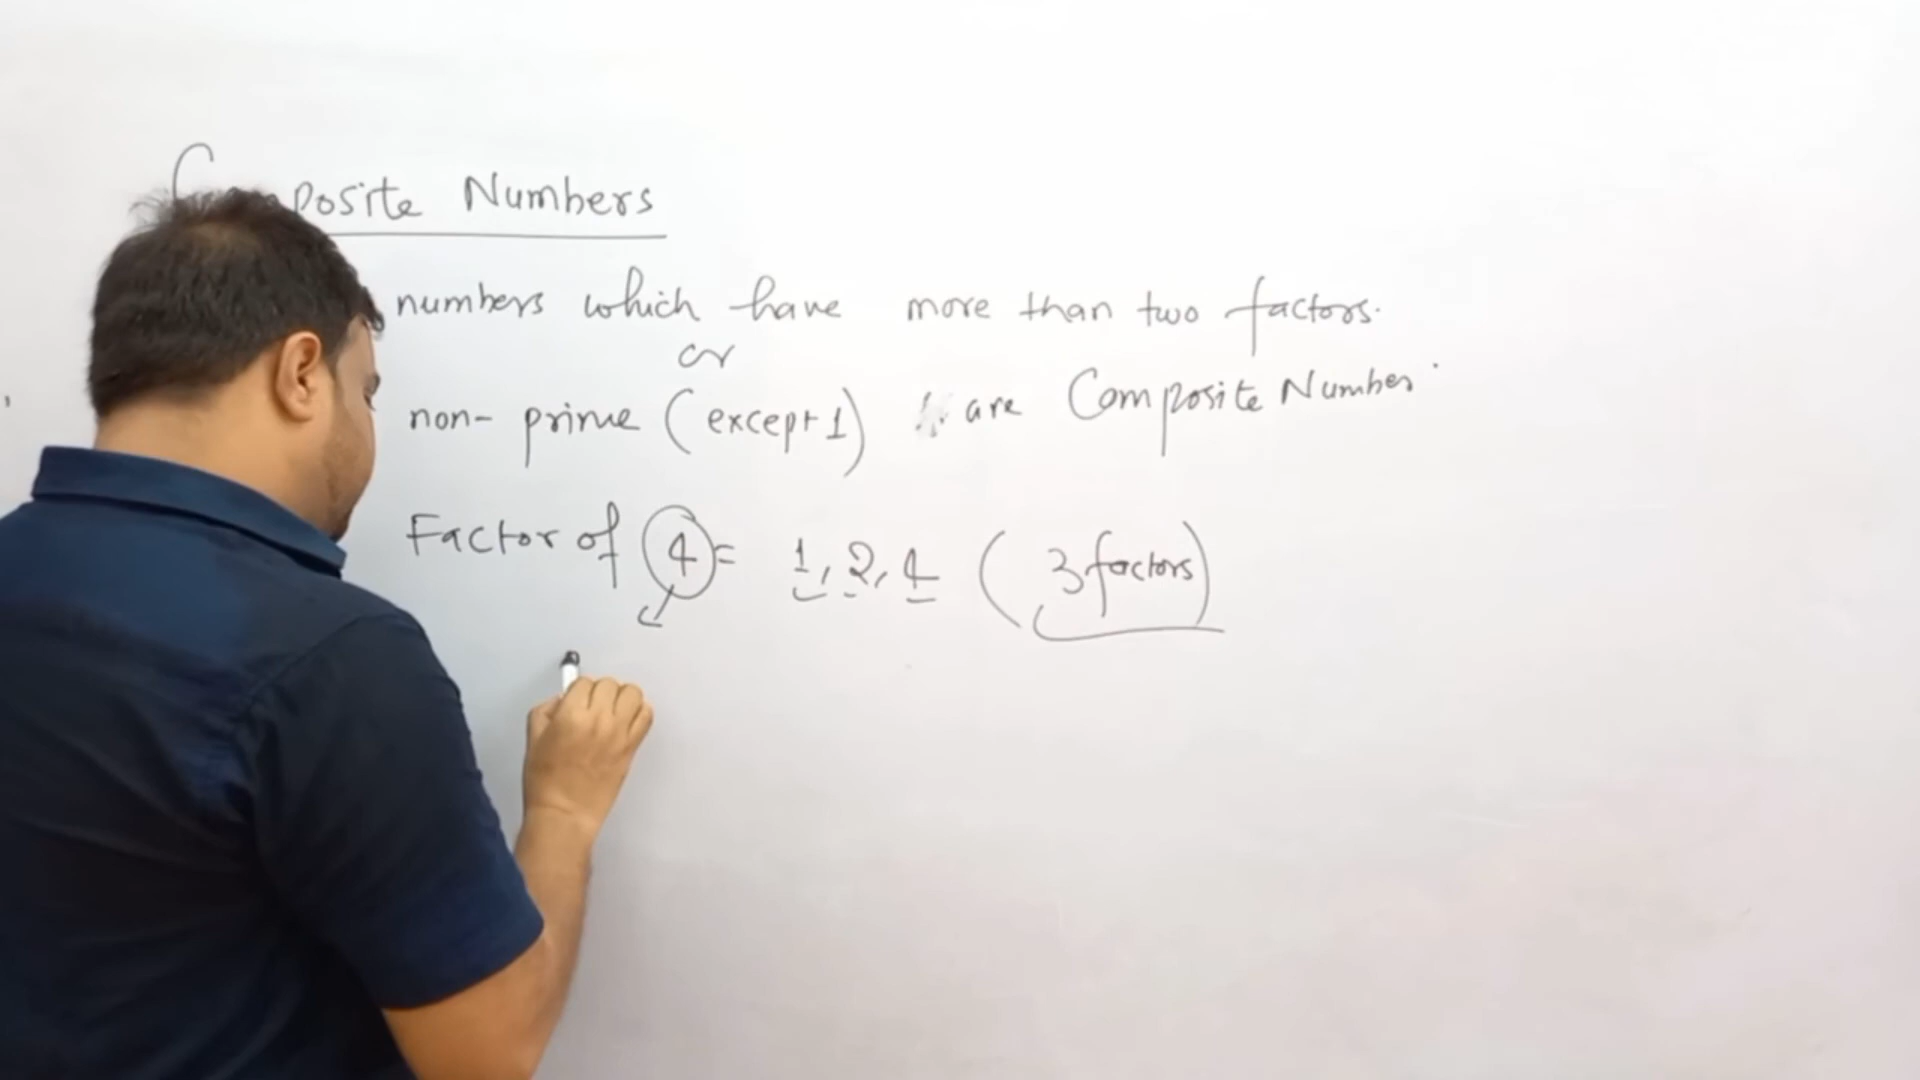 Composite Numbers
numbers which have more than two factors.
or
non-prime (except 1) are Composite Number.
Factor of 4 = 1, 2, 4 (3 factors)